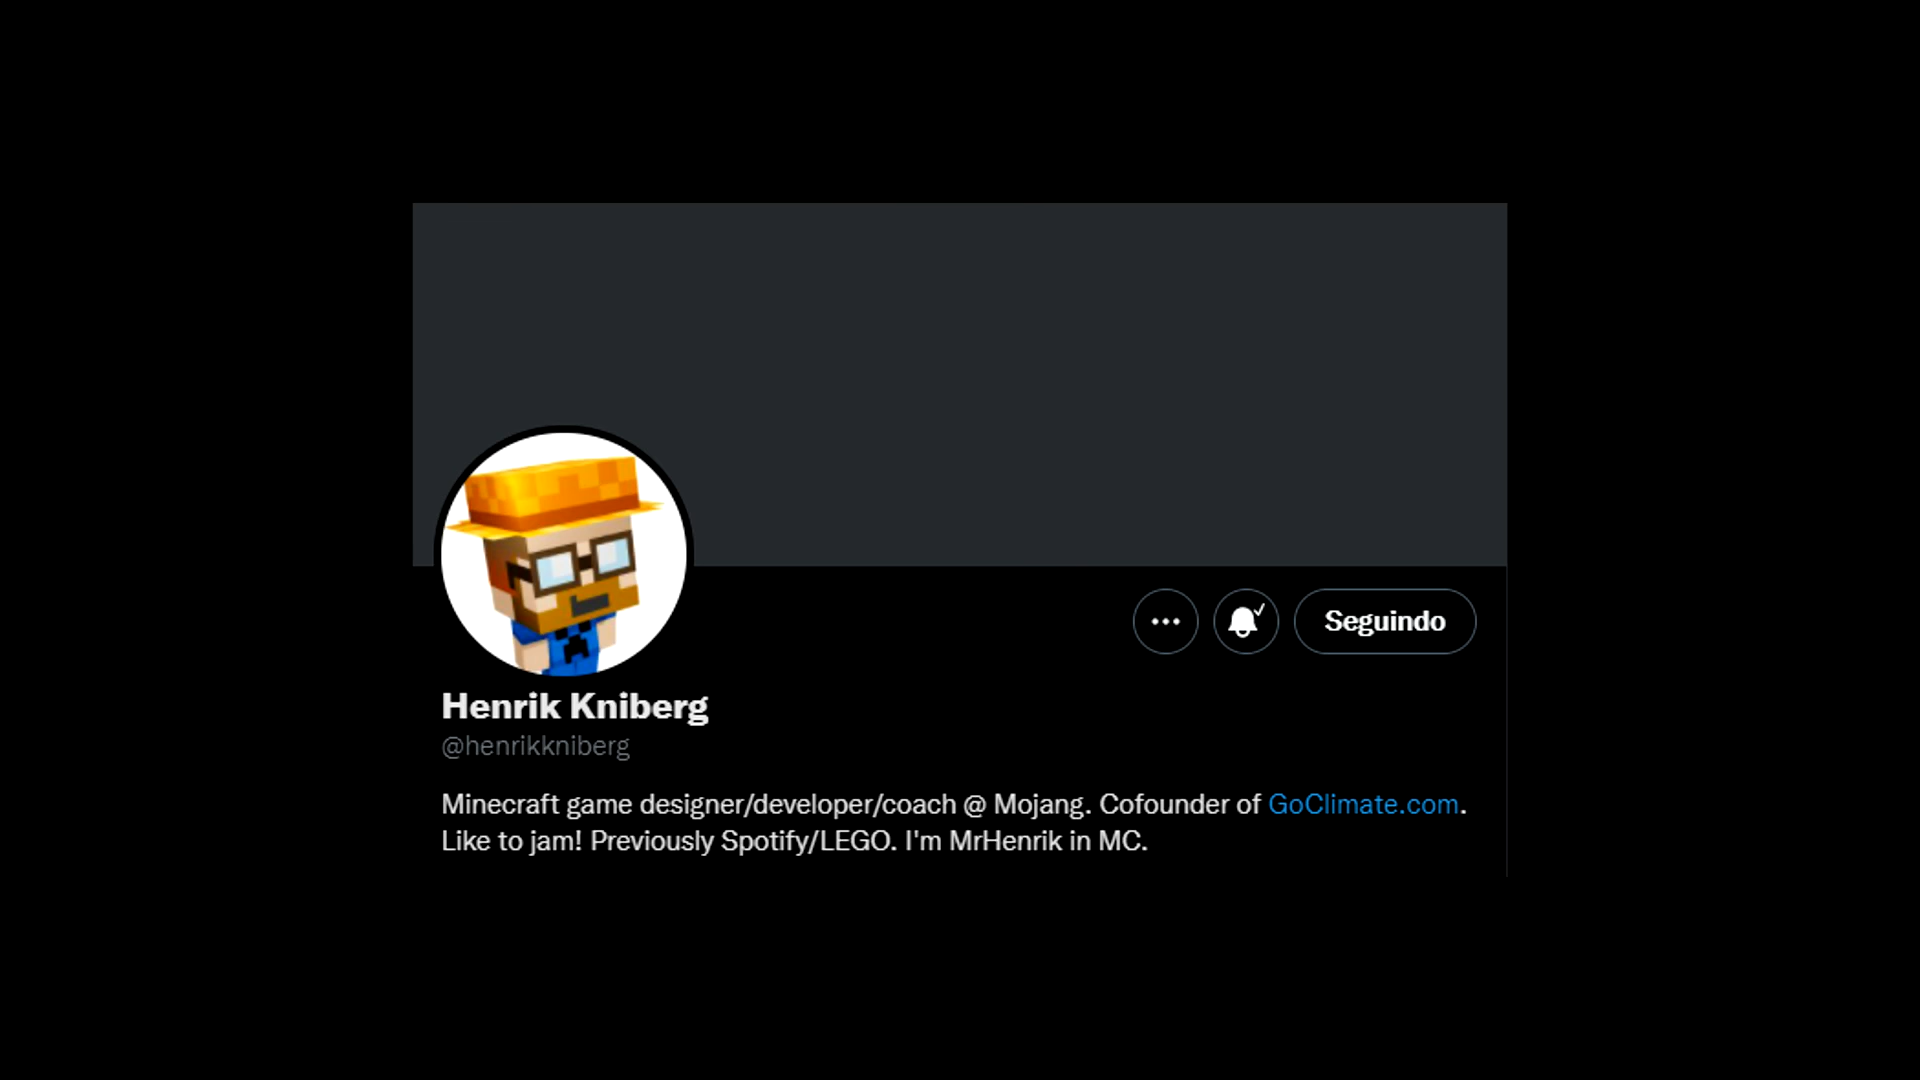 Seguindo
Henrik Kniberg
@henrikkniberg
Minecraft game designer/developer/coach @ Mojang. Cofounder of GoClimate.com.
Like to jam! Previously Spotify/LEGO. I'm MrHenrik in MC.